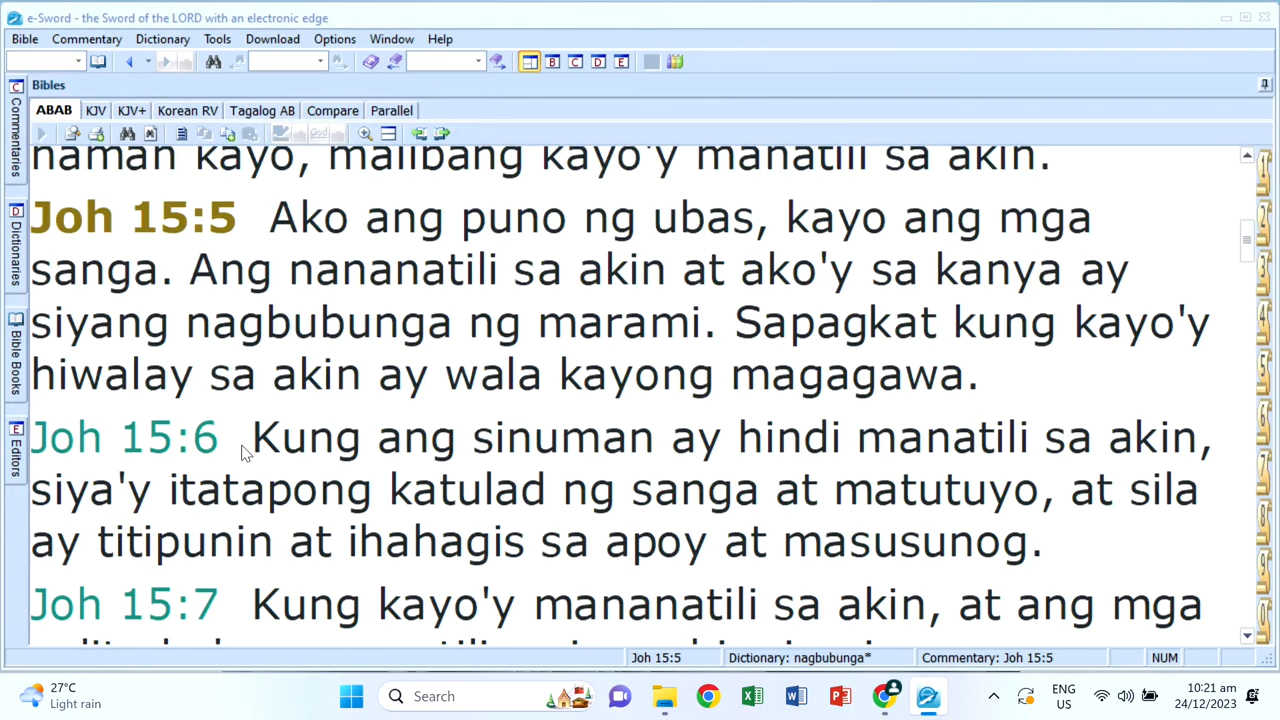 e-Sword - the Sword of the LORD with an electronic edge
Bible Commentary Dictionary Tools Download Options Window Help
Bibles
ABAB KJV KJV+ Korean RV Tagalog AB Compare Parallel
Commentaries
Dictionaries
Bible Books
Editors
naman kayo, malibang kayo'y manatili sa akin.
Joh 15:5 Ako ang puno ng ubas, kayo ang mga
sanga. Ang nananatili sa akin at ako'y sa kanya ay
siyang nagbubunga ng marami. Sapagkat kung kayo'y
hiwalay sa akin ay wala kayong magagawa.
Joh 15:6 Kung ang sinuman ay hindi manatili sa akin,
siya'y itatapong katulad ng sanga at matutuyo, at sila
ay titipunin at ihahagis sa apoy at masusunog.
Joh 15:7 Kung kayo'y mananatili sa akin, at ang mga
Joh 15:5 Dictionary: nagbubunga* Commentary: Joh 15:5 NUM
27°C
Light rain
Search
ENG
US
10:21 am
24/12/2023